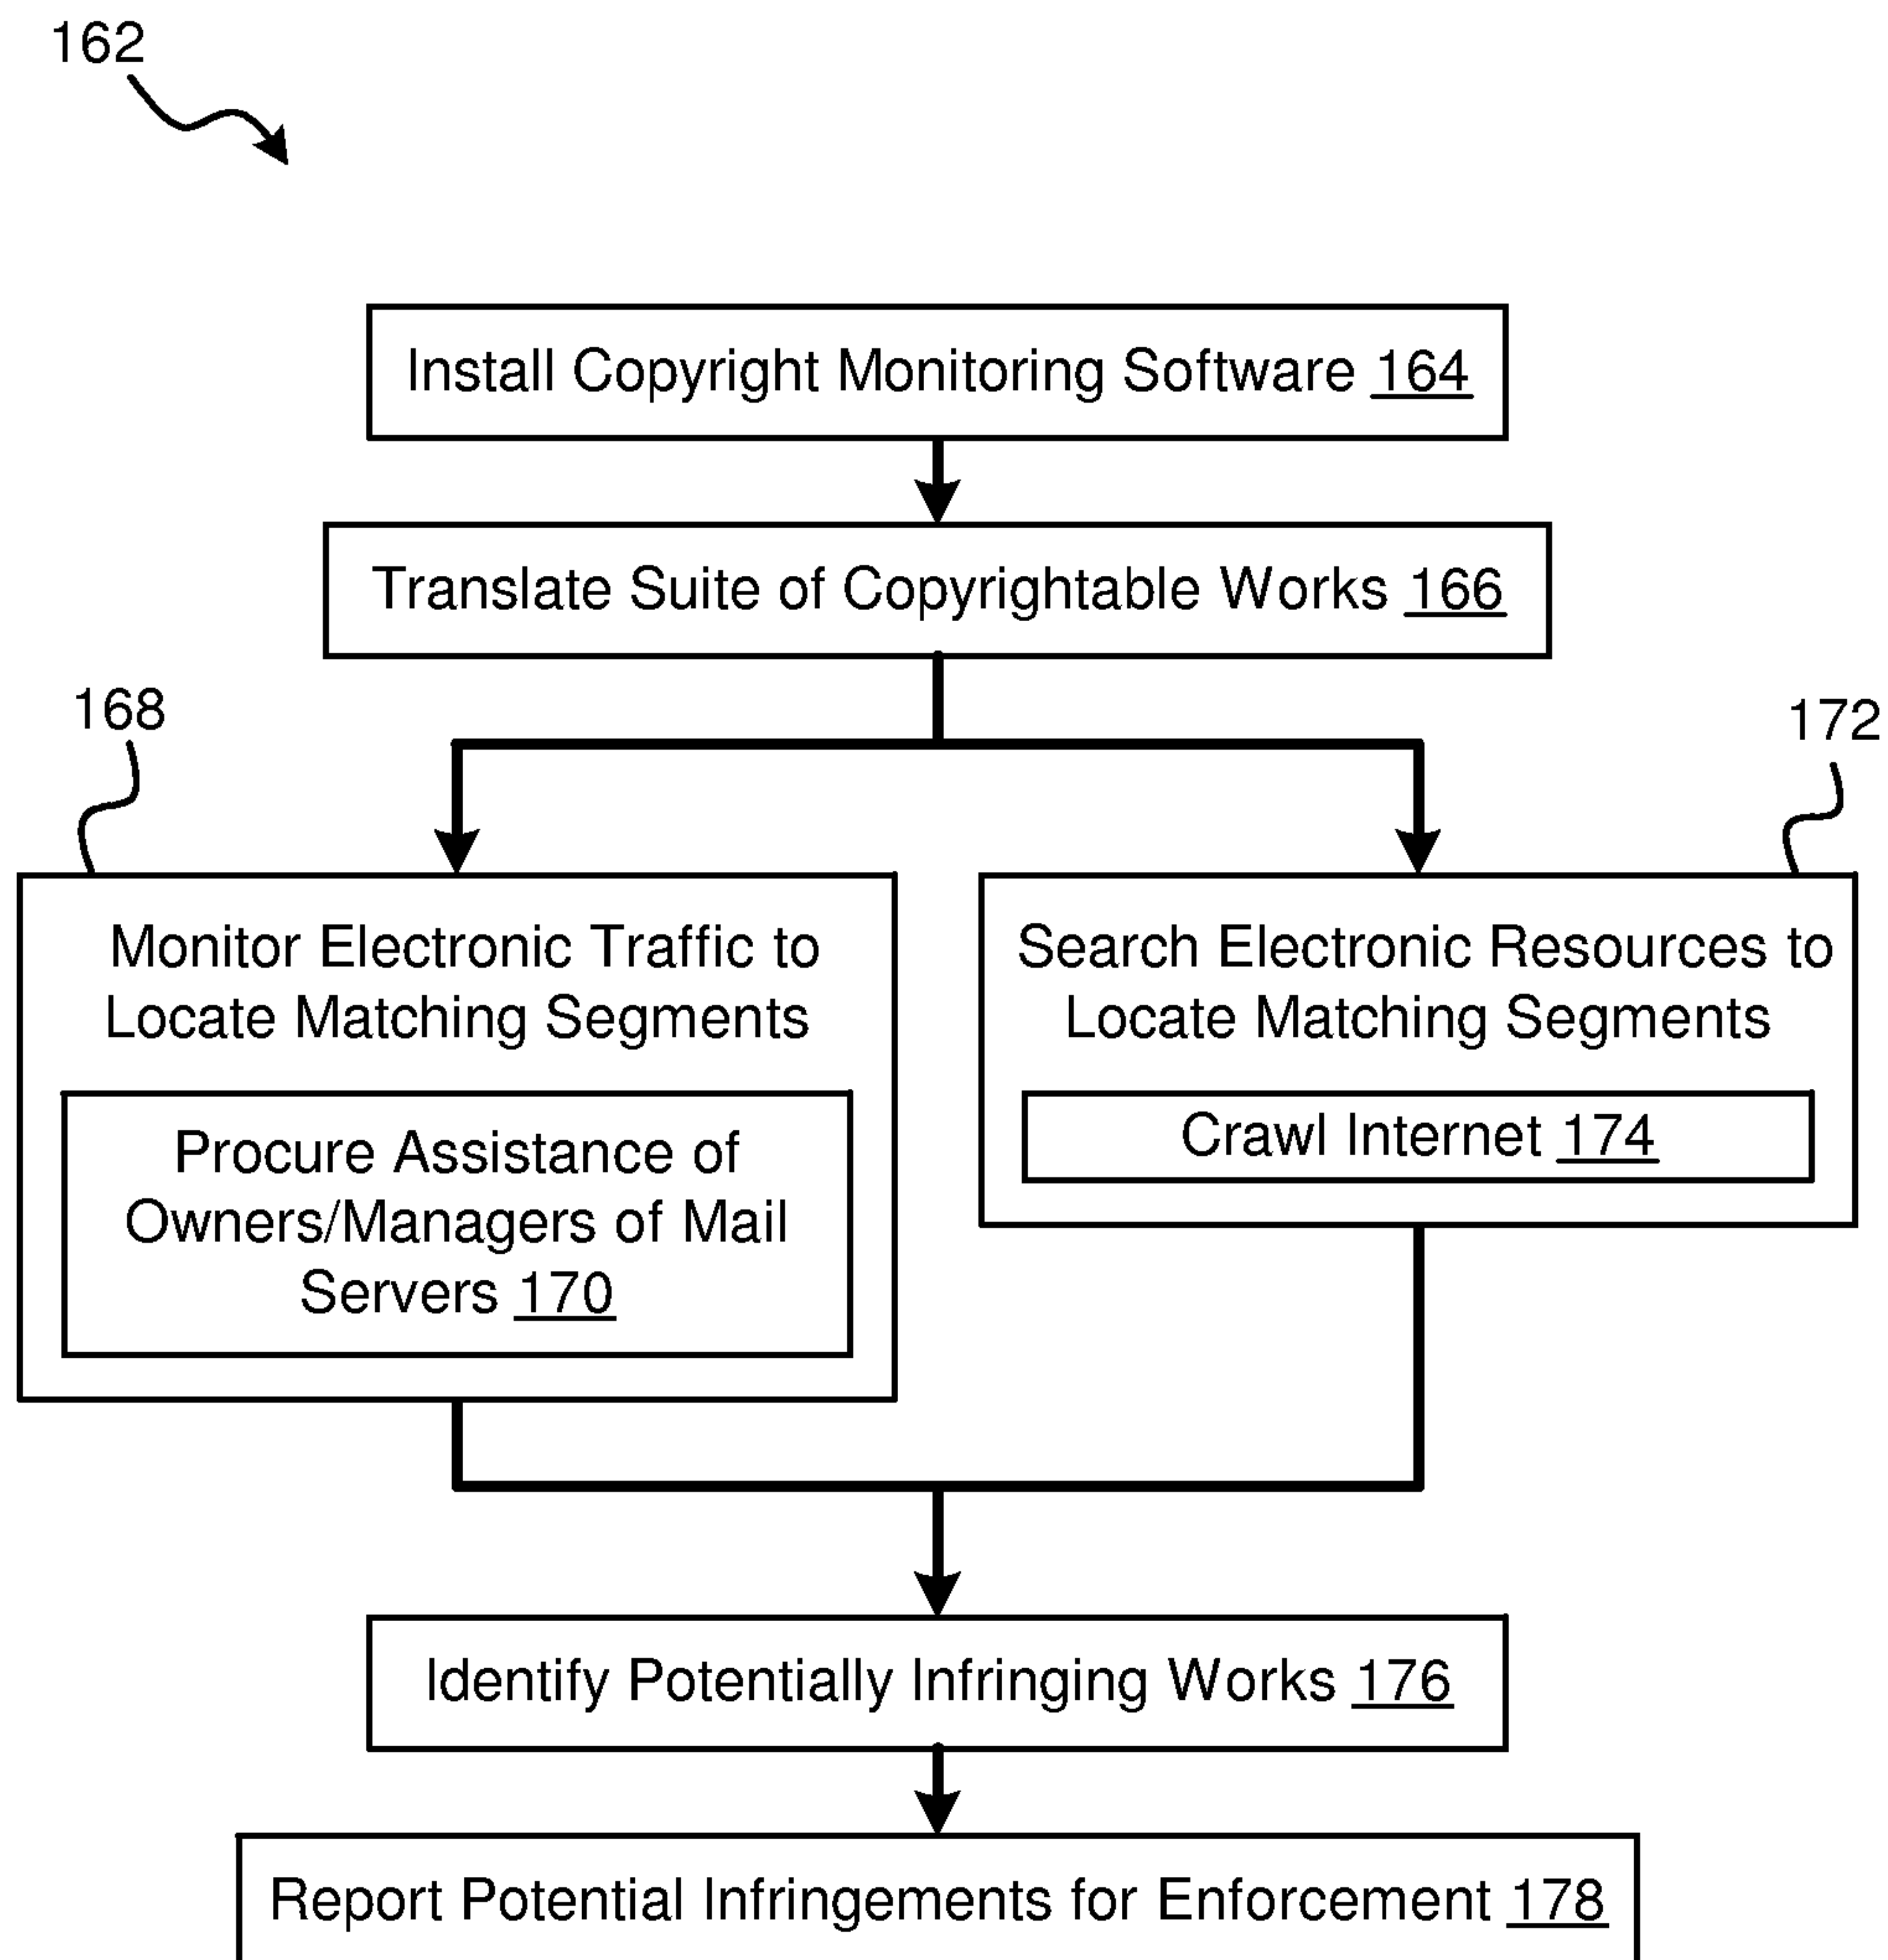 162
Install Copyright Monitoring Software 164
Translate Suite of Copyrightable Works 166
168
172
Monitor Electronic Traffic to
Locate Matching Segments
Procure Assistance of
Owners/Managers of Mail
Servers 170
Search Electronic Resources to
Locate Matching Segments
Crawl Internet 174
Identify Potentially Infringing Works 176
Report Potential Infringements for Enforcement 178